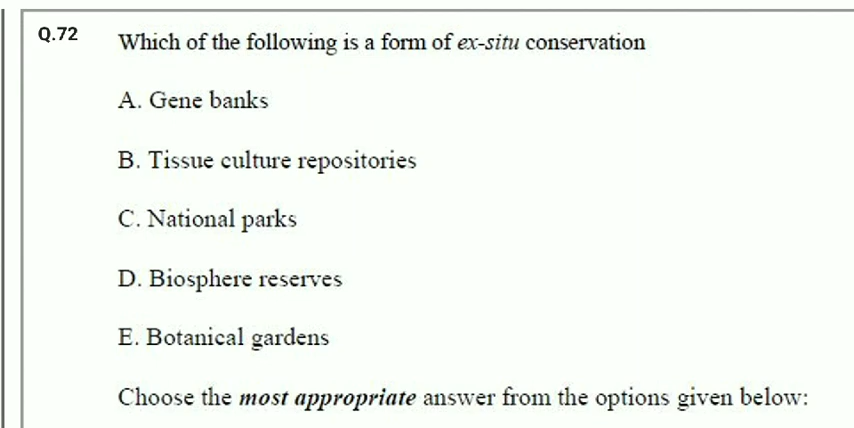 Q.72 Which of the following is a form of ex-situ conservation
A. Gene banks
B. Tissue culture repositories
C. National parks
D. Biosphere reserves
E. Botanical gardens
Choose the most appropriate answer from the options given below: